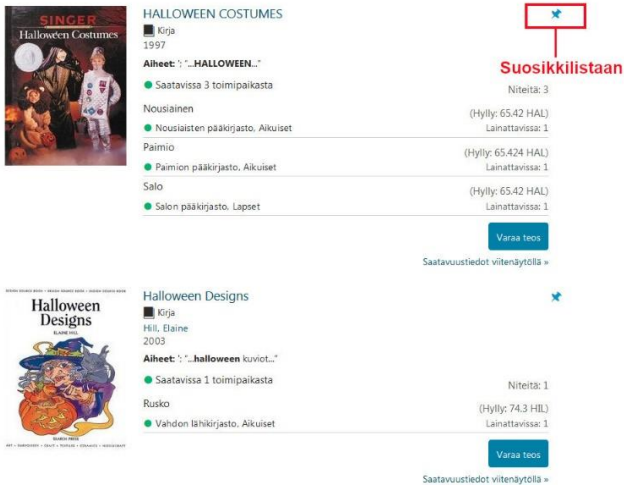 SINGER
Halloween Costumes
HALLOWEEN COSTUMES
Kirja
1997
Aiheet: ': "...HALLOWEEN..."
Suosikkilistaan
Saatavissa 3 toimipaikasta
Niteitä: 3
Nousiainen
(Hylly: 65.42 HAL)
Nousiaisten pääkirjasto, Aikuiset
Lainattavissa: 1
Paimio
(Hylly: 65.424 HAL)
Paimion pääkirjasto, Aikuiset
Lainattavissa: 1
Salo
(Hylly: 65.42 HAL)
Salon pääkirjasto, Lapset
Lainattavissa: 1
Varaa teos
Saatavuustiedot viitenäytöllä »
Halloween
Designs
ELAINE HILL
SEARCH PRESS
Halloween Designs
Kirja
Hill, Elaine
2003
Aiheet: ': "...halloween kuviot..."
Saatavissa 1 toimipaikasta
Niteitä: 1
Rusko
(Hylly: 74.3 HIL)
Vahdon lähikirjasto, Aikuiset
Lainattavissa: 1
Varaa teos
Saatavuustiedot viitenäytöllä »